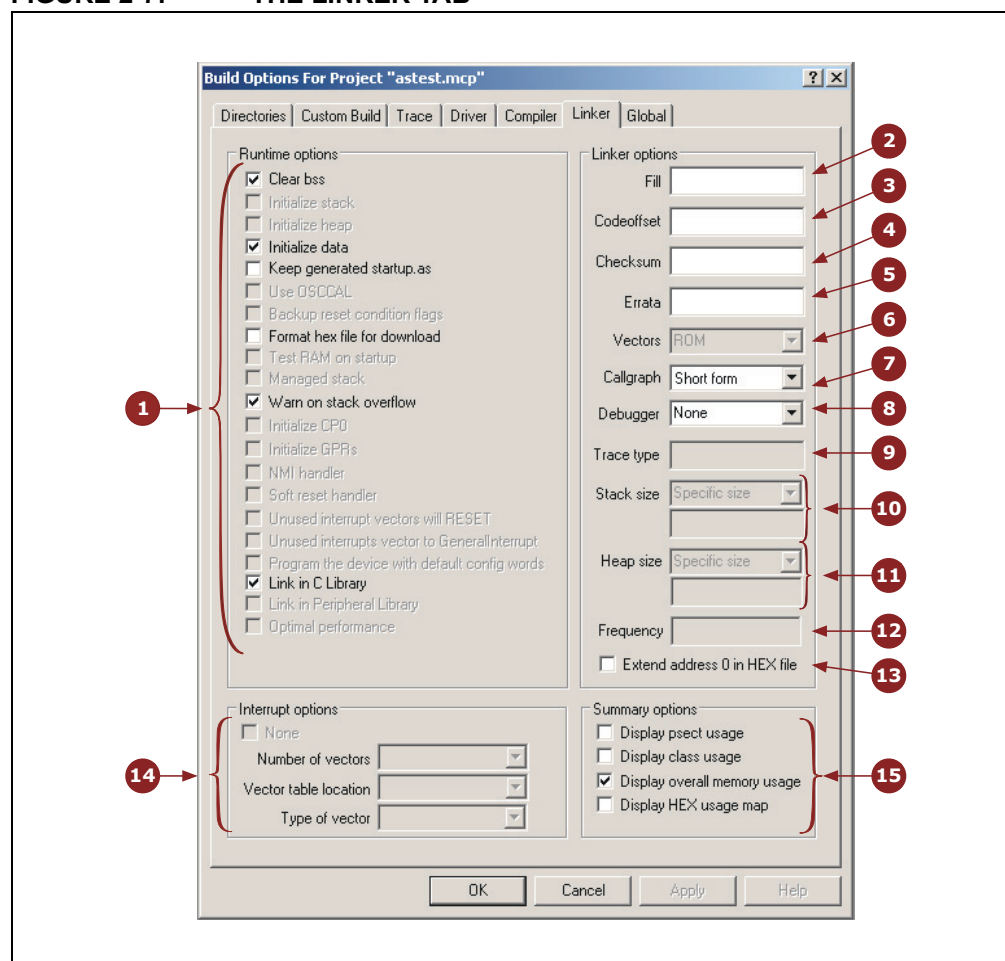 FIGURE 2-7: THE LINKER TAB
Build Options For Project "astest.mcp"
Directories Custom Build Trace Driver Compiler Linker Global
Runtime options
Clear bss
Initialize stack
Initialize heap
Initialize data
Keep generated startup.as
Use OSCCAL
Backup reset condition flags
Format hex file for download
Test RAM on startup
Managed stack
Warn on stack overflow
Initialize CP0
Initialize GPRs
NMI handler
Soft reset handler
Unused interrupt vectors will RESET
Unused interrupts vector to GeneralInterrupt
Program the device with default config words
Link in C Library
Link in Peripheral Library
Optimal performance
1
Linker options
Fill 2
Codeoffset 3
Checksum 4
Errata 5
Vectors ROM 6
Callgraph Short form 7
Debugger None 8
Trace type 9
Stack size Specific size 10
Heap size Specific size 11
Frequency 12
Extend address 0 in HEX file 13
Interrupt options
None
Number of vectors
14 Vector table location
Type of vector
Summary options
Display psect usage
Display class usage
Display overall memory usage 15
Display HEX usage map
OK Cancel Apply Help